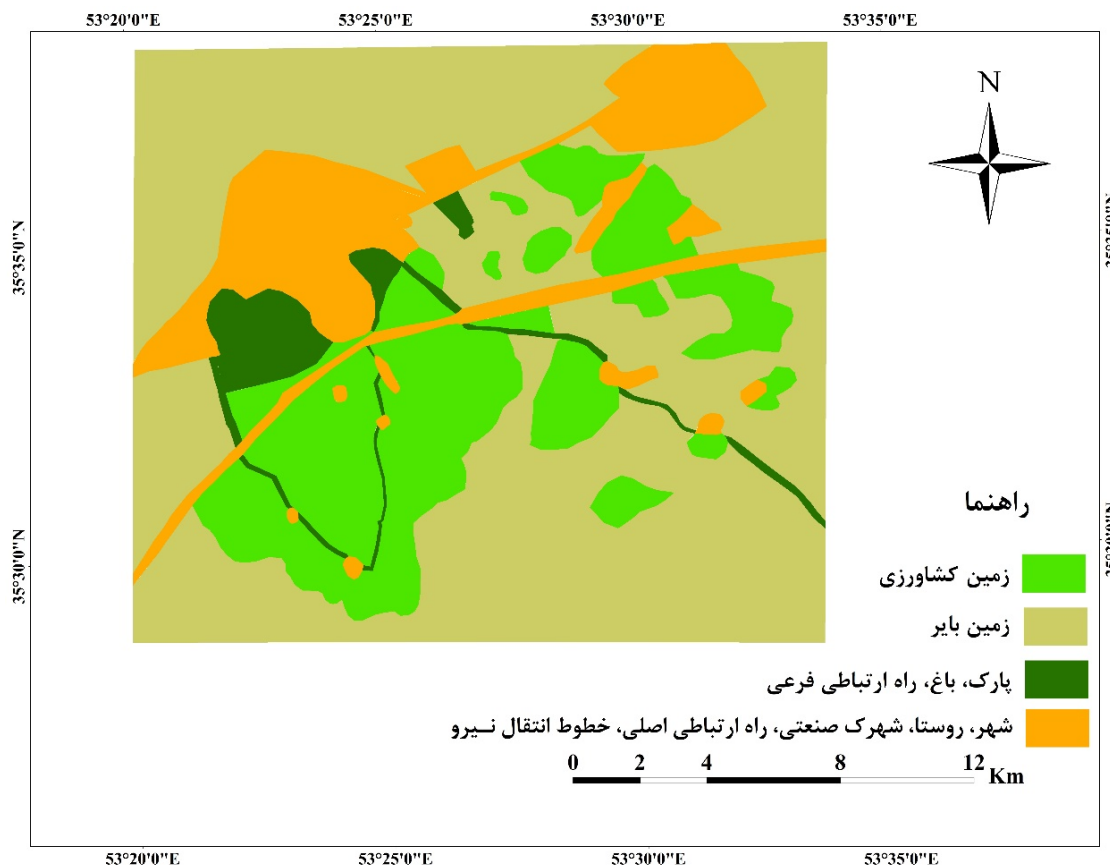 53°20'0"E 53°25'0"E 53°30'0"E 53°35'0"E
N
35°35'0"N
35°30'0"N
راهنما
زمین کشاورزی
زمین بایر
پارک، باغ، راه ارتباطی فرعی
شهر، روستا، شهرک صنعتی، راه ارتباطی اصلی، خطوط انتقال نـیرو
0 2 4 8 12
Km
53°20'0"E 53°25'0"E 53°30'0"E 53°35'0"E